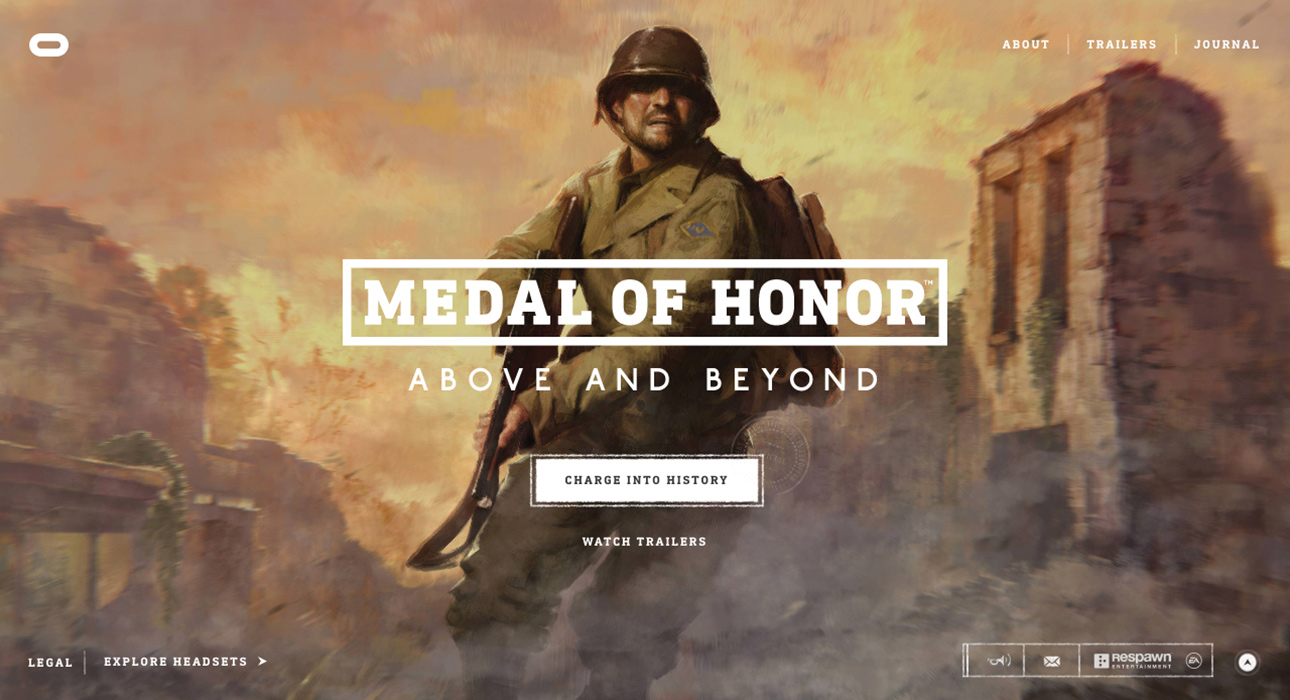 ABOUT
TRAILERS
JOURNAL
MEDAL OF HONOR™
ABOVE AND BEYOND
CHARGE INTO HISTORY
WATCH TRAILERS
LEGAL
EXPLORE HEADSETS
Respawn
ENTERTAINMENT
EA